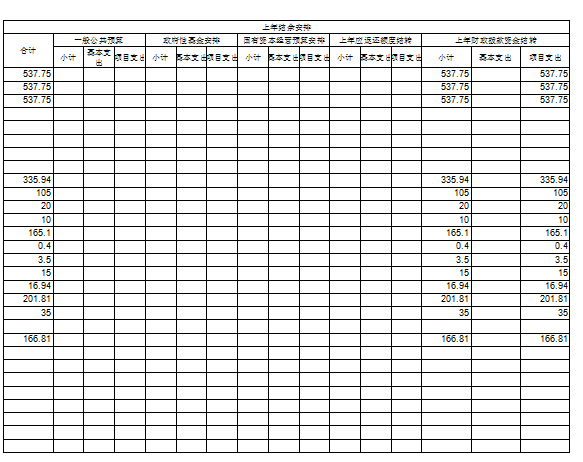 上年结余安排
合计 一般公共预算 政府性基金安排 国有资本经营预算安排 上年应返还额度结转 上年财政拨款资金结转
小计 基本支出 项目支出 小计 基本支出 项目支出 小计 基本支出 项目支出 小计 基本支出 项目支出 小计 基本支出 项目支出
537.75 537.75 537.75
537.75 537.75 537.75
537.75 537.75 537.75
335.94 335.94 335.94
105 105 105
20 20 20
10 10 10
165.1 165.1 165.1
0.4 0.4 0.4
3.5 3.5 3.5
15 15 15
16.94 16.94 16.94
201.81 201.81 201.81
35 35 35
166.81 166.81 166.81